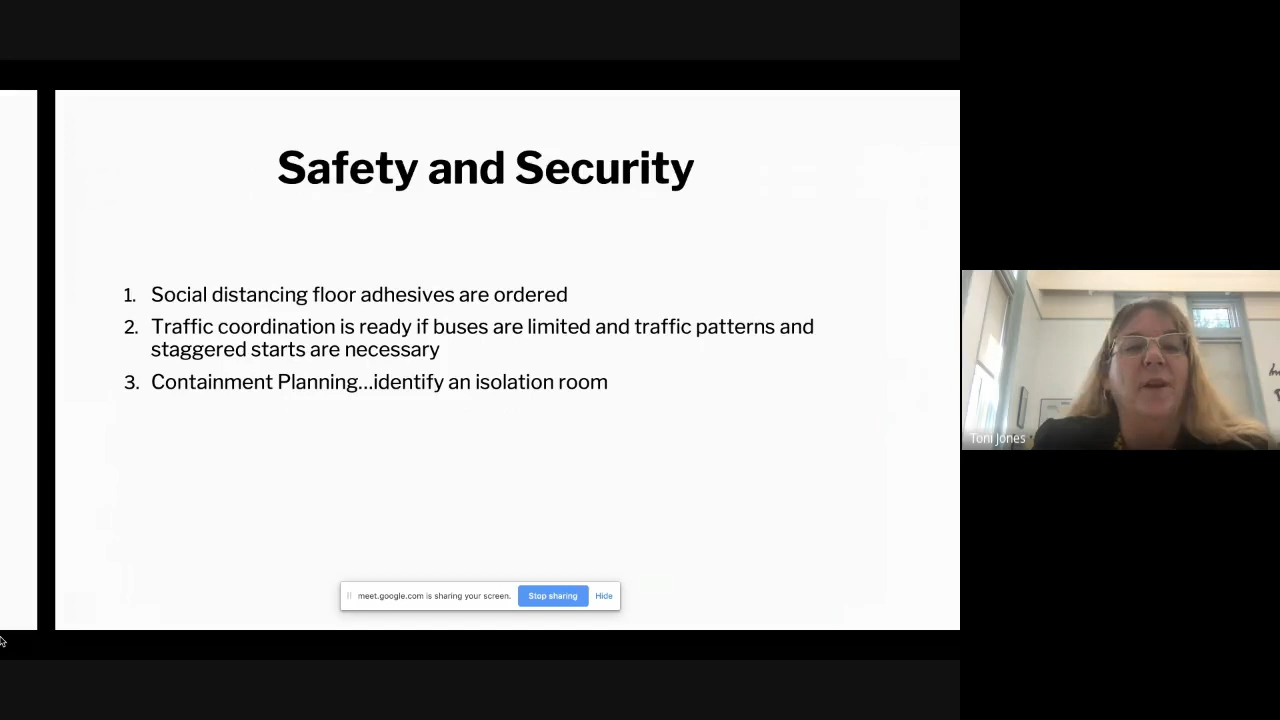 Safety and Security
1. Social distancing floor adhesives are ordered
2. Traffic coordination is ready if buses are limited and traffic patterns and
staggered starts are necessary
3. Containment Planning...identify an isolation room
meet.google.com is sharing your screen. Stop sharing Hide
Toni Jones